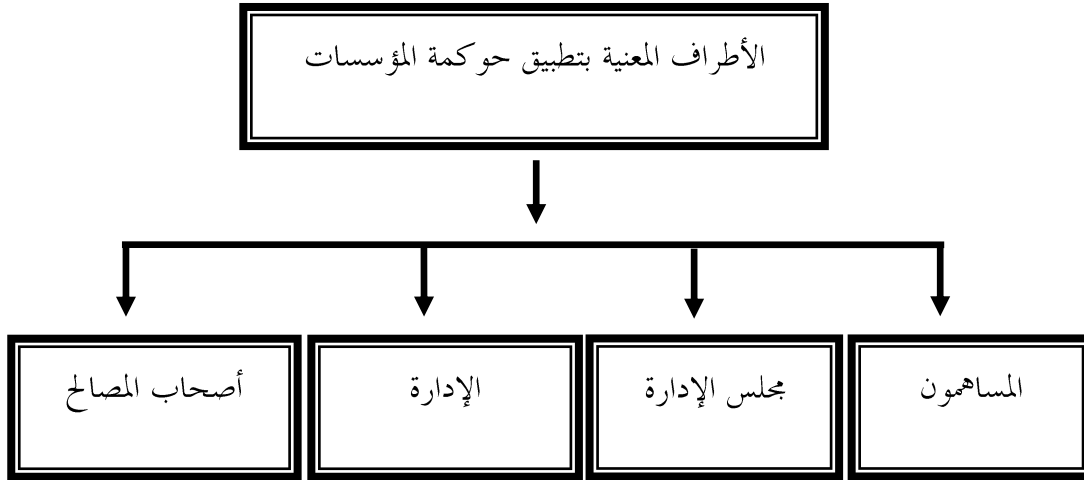 الأطراف المعنية بتطبيق حوكمة المؤسسات
المساهمون
مجلس الإدارة
الإدارة
أصحاب المصالح